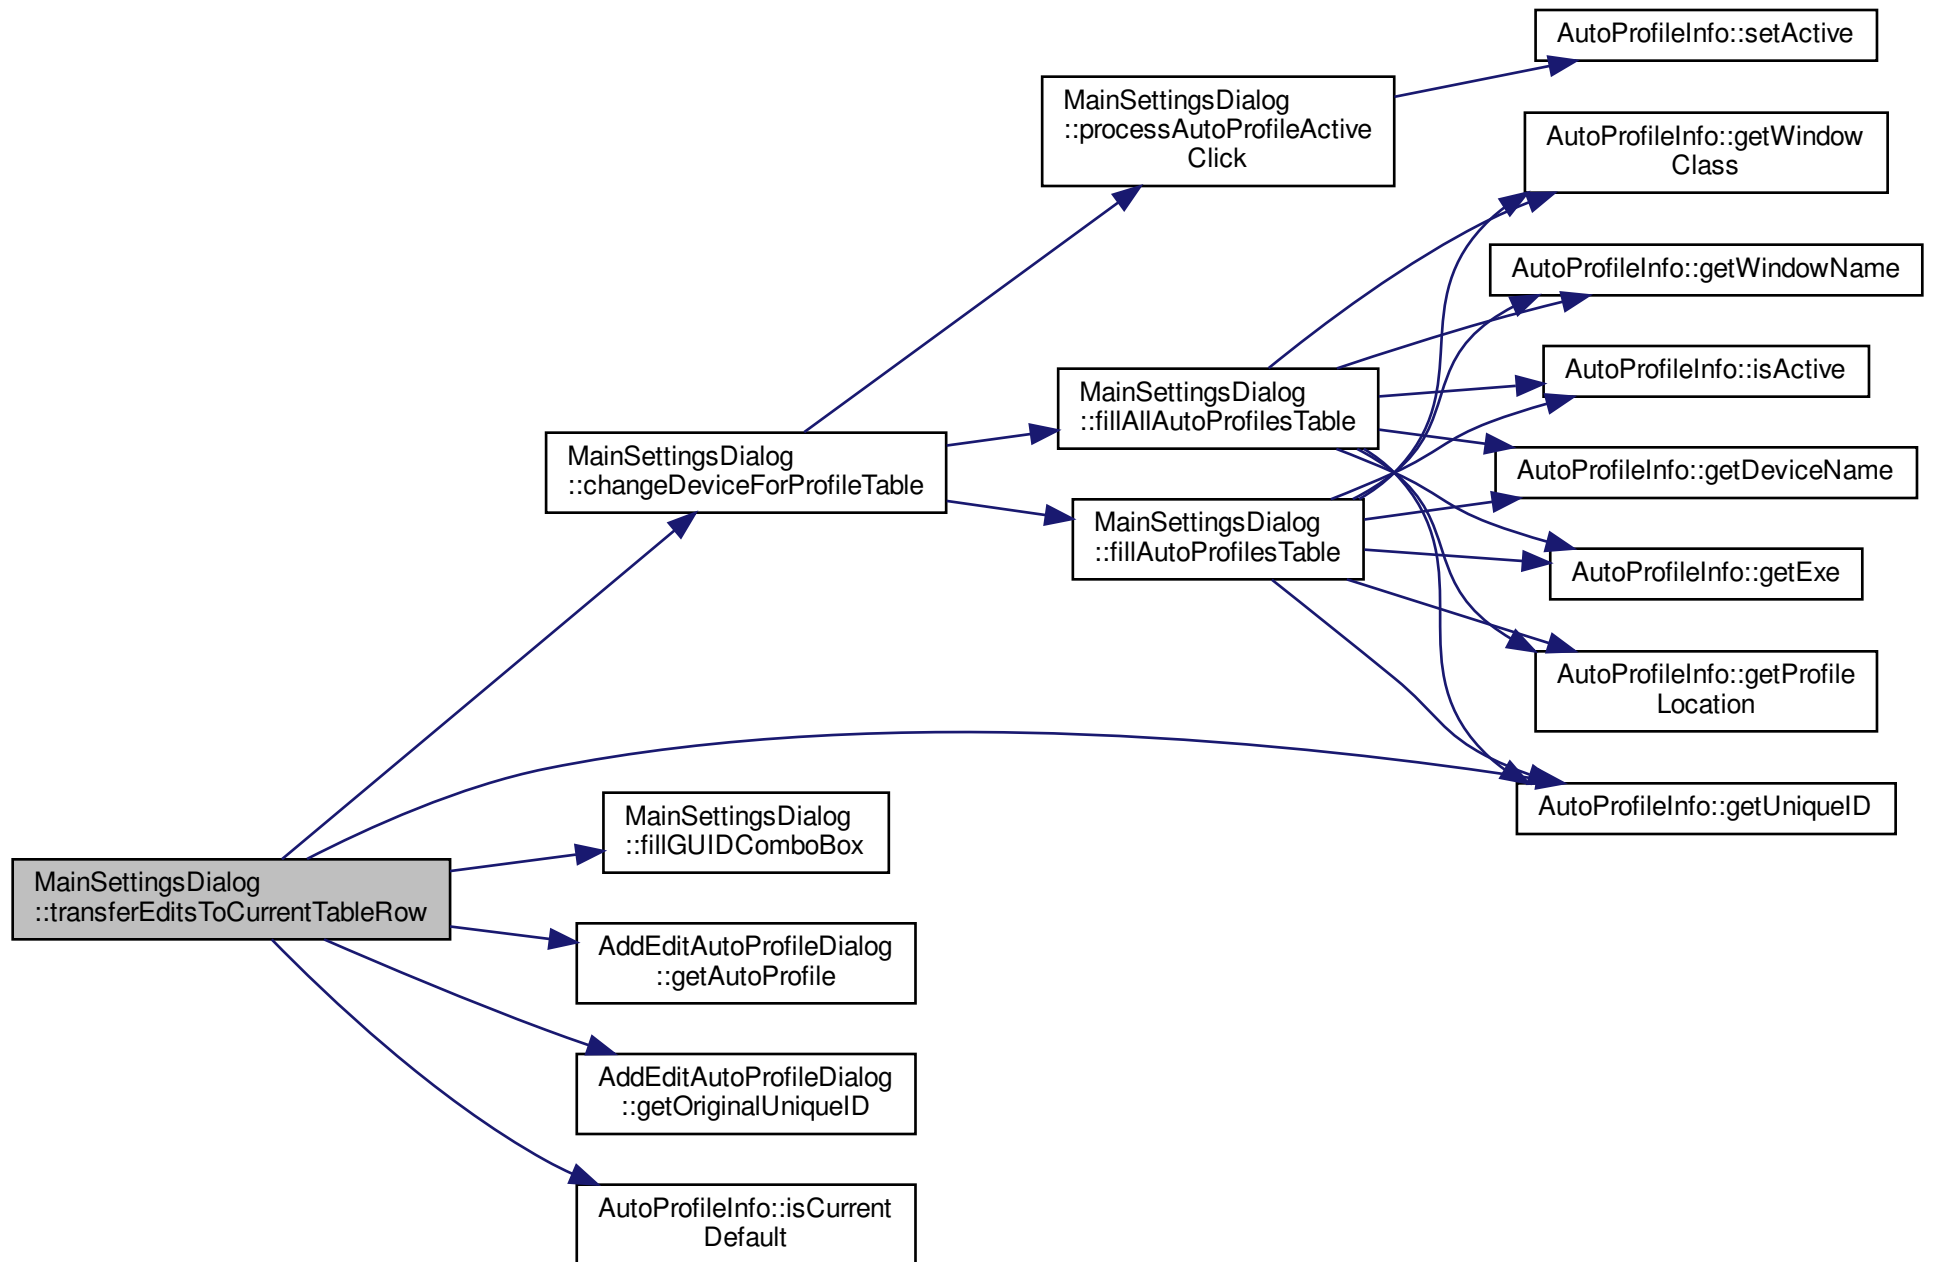 AutoProfileInfo::setActive
MainSettingsDialog
::processAutoProfileActive
Click
AutoProfileInfo::getWindow
Class
AutoProfileInfo::getWindowName
AutoProfileInfo::isActive
MainSettingsDialog
::fillAllAutoProfilesTable
MainSettingsDialog
::changeDeviceForProfileTable
AutoProfileInfo::getDeviceName
MainSettingsDialog
::fillAutoProfilesTable
AutoProfileInfo::getExe
AutoProfileInfo::getProfile
Location
AutoProfileInfo::getUniqueID
MainSettingsDialog
::fillGUIDComboBox
MainSettingsDialog
::transferEditsToCurrentTableRow
AddEditAutoProfileDialog
::getAutoProfile
AddEditAutoProfileDialog
::getOriginalUniqueID
AutoProfileInfo::isCurrent
Default